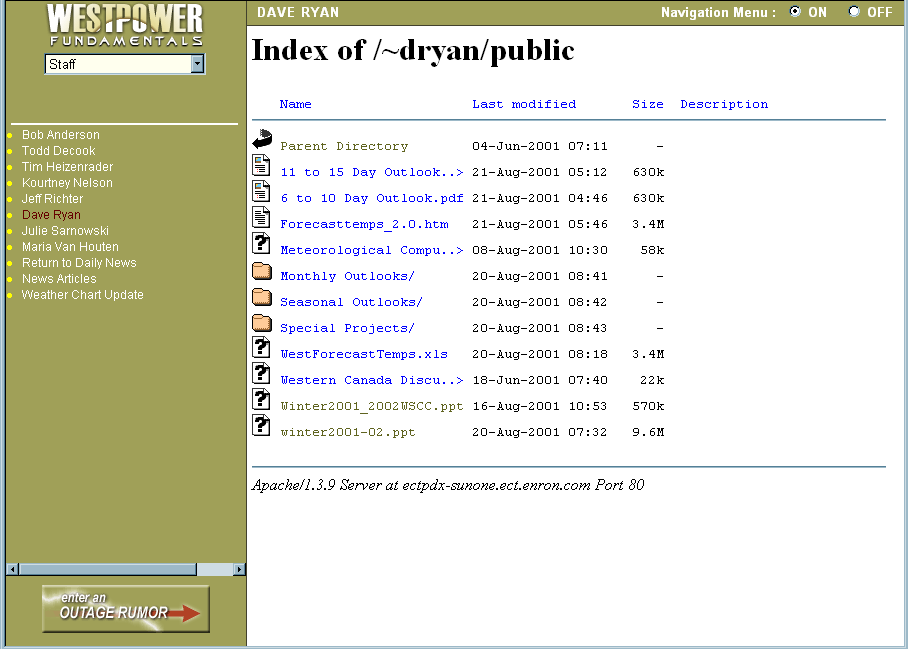 WESTPOWER
FUNDAMENTALS
Staff
Bob Anderson
Todd Decook
Tim Heizenrader
Kourtney Nelson
Jeff Richter
Dave Ryan
Julie Sarnowski
Maria Van Houten
Return to Daily News
News Articles
Weather Chart Update
enter an
OUTAGE RUMOR
DAVE RYAN Navigation Menu : ON OFF
Index of /~dryan/public
Name Last modified Size Description
Parent Directory 04-Jun-2001 07:11 -
11 to 15 Day Outlook..> 21-Aug-2001 05:12 630k
6 to 10 Day Outlook.pdf 21-Aug-2001 04:46 630k
Forecasttemps_2.0.htm 21-Aug-2001 05:46 3.4M
Meteorological Compu..> 08-Aug-2001 10:30 58k
Monthly Outlooks/ 20-Aug-2001 08:41 -
Seasonal Outlooks/ 20-Aug-2001 08:42 -
Special Projects/ 20-Aug-2001 08:43 -
WestForecastTemps.xls 20-Aug-2001 08:18 3.4M
Western Canada Discu..> 18-Jun-2001 07:40 22k
Winter2001_2002WSCC.ppt 16-Aug-2001 10:53 570k
winter2001-02.ppt 20-Aug-2001 07:32 9.6M
Apache/1.3.9 Server at ectpdx-sunone.ect.enron.com Port 80